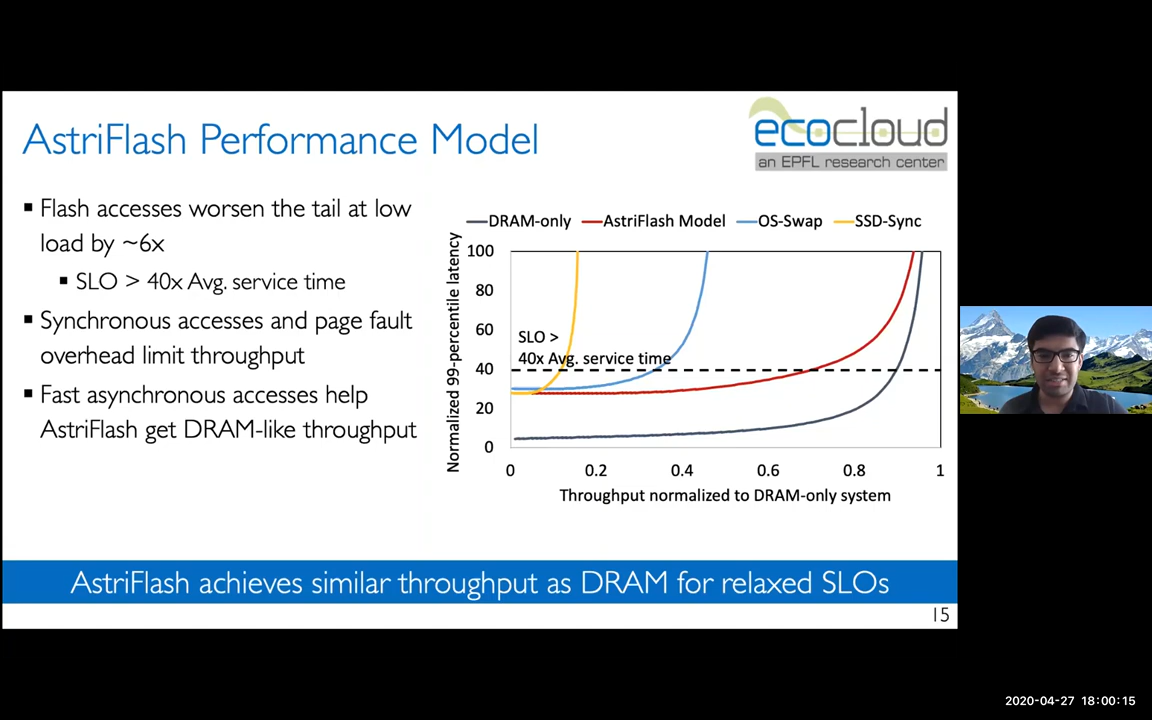 AstriFlash Performance Model
ecocloud
an EPFL research center
▪ Flash accesses worsen the tail at low
load by ~6x
▪ SLO > 40x Avg. service time
▪ Synchronous accesses and page fault
overhead limit throughput
▪ Fast asynchronous accesses help
AstriFlash get DRAM-like throughput
DRAM-only AstriFlash Model OS-Swap SSD-Sync
Normalized 99-percentile latency
100
80
60
40
20
0
SLO >
40x Avg. service time
0 0.2 0.4 0.6 0.8 1
Throughput normalized to DRAM-only system
AstriFlash achieves similar throughput as DRAM for relaxed SLOs
15
2020-04-27 18:00:15